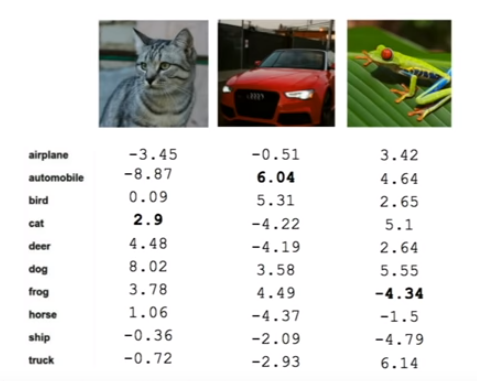 airplane -3.45 -0.51 3.42
automobile -8.87 6.04 4.64
bird 0.09 5.31 2.65
cat 2.9 -4.22 5.1
deer 4.48 -4.19 2.64
dog 8.02 3.58 5.55
frog 3.78 4.49 -4.34
horse 1.06 -4.37 -1.5
ship -0.36 -2.09 -4.79
truck -0.72 -2.93 6.14